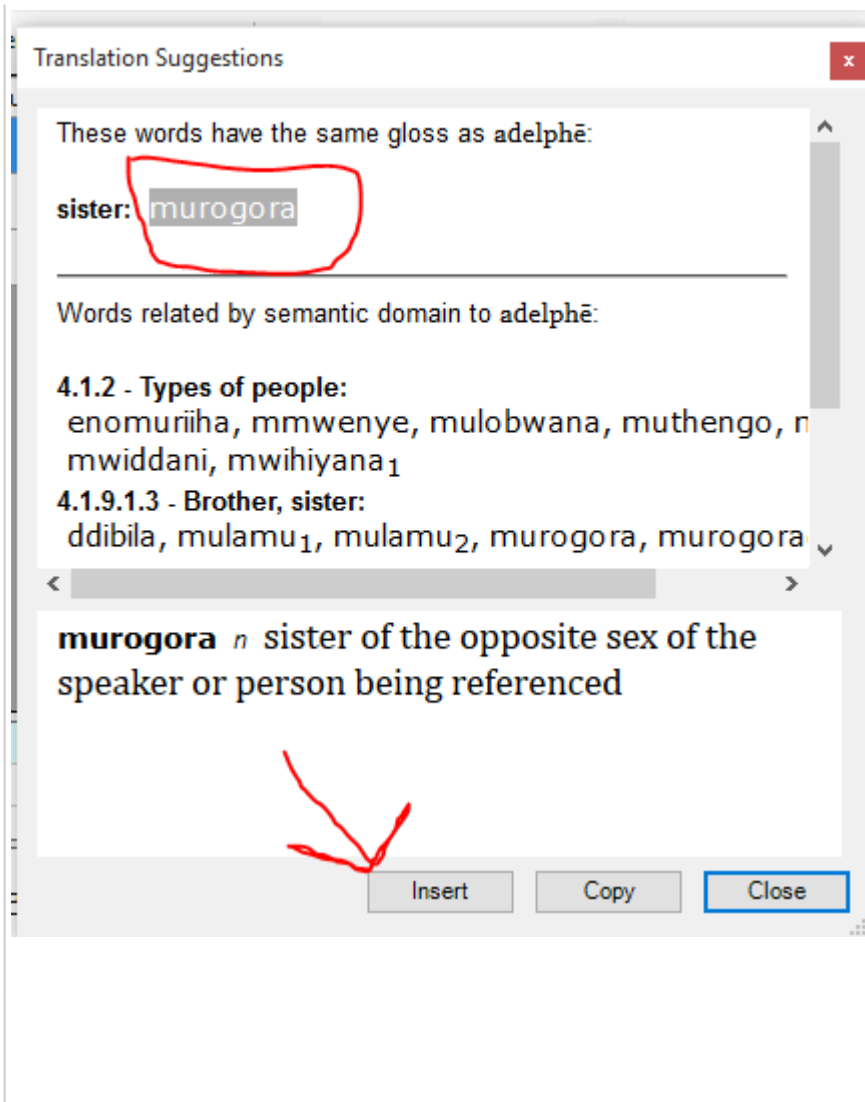 Translation Suggestions
These words have the same gloss as adelphē:
sister: murogora
Words related by semantic domain to adelphē:
4.1.2 - Types of people:
enomuriiha, mmwenye, mulobwana, muthengo,
mwiddani, mwihiyana₁
4.1.9.1.3 - Brother, sister:
ddibila, mulamu₁, mulamu₂, murogora, murogora
murogora n sister of the opposite sex of the
speaker or person being referenced
Insert Copy Close